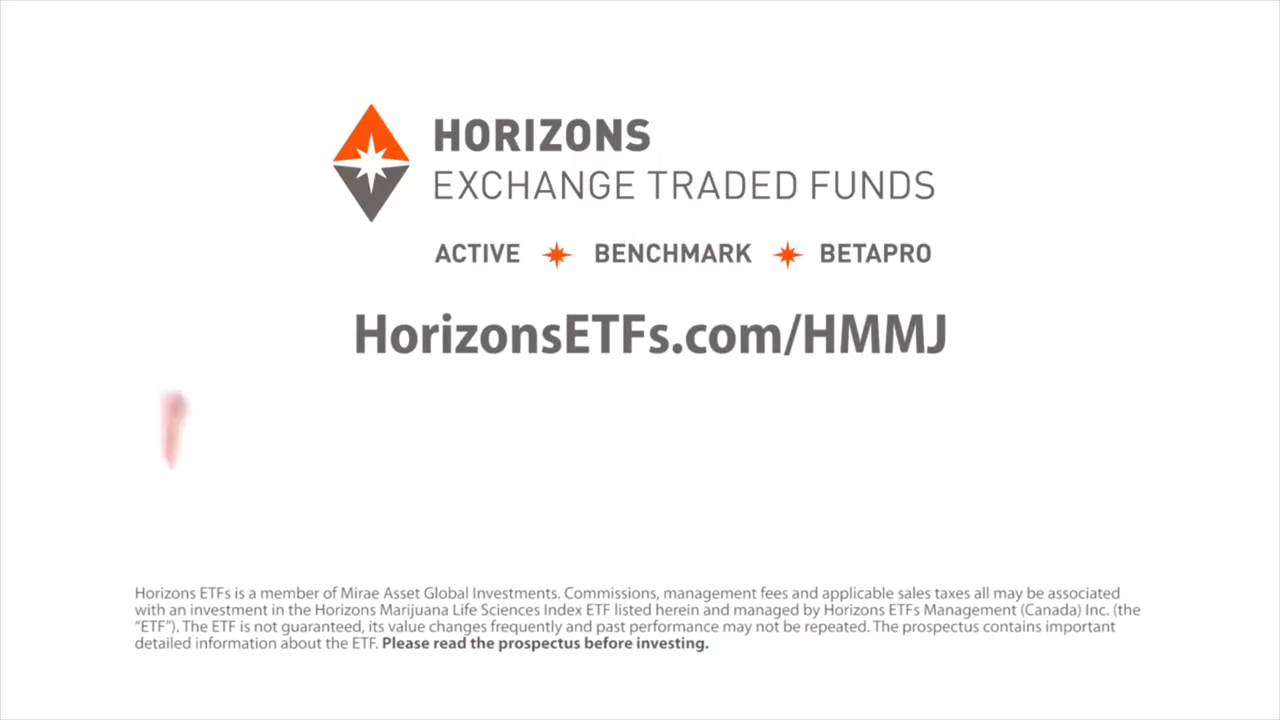 HORIZONS
EXCHANGE TRADED FUNDS
ACTIVE BENCHMARK BETAPRO
HorizonsETFs.com/HMMJ
Horizons ETFs is a member of Mirae Asset Global Investments. Commissions, management fees and applicable sales taxes all may be associated
with an investment in the Horizons Marijuana Life Sciences Index ETF listed herein and managed by Horizons ETFs Management (Canada) Inc. (the
“ETF”). The ETF is not guaranteed, its value changes frequently and past performance may not be repeated. The prospectus contains important
detailed information about the ETF. Please read the prospectus before investing.